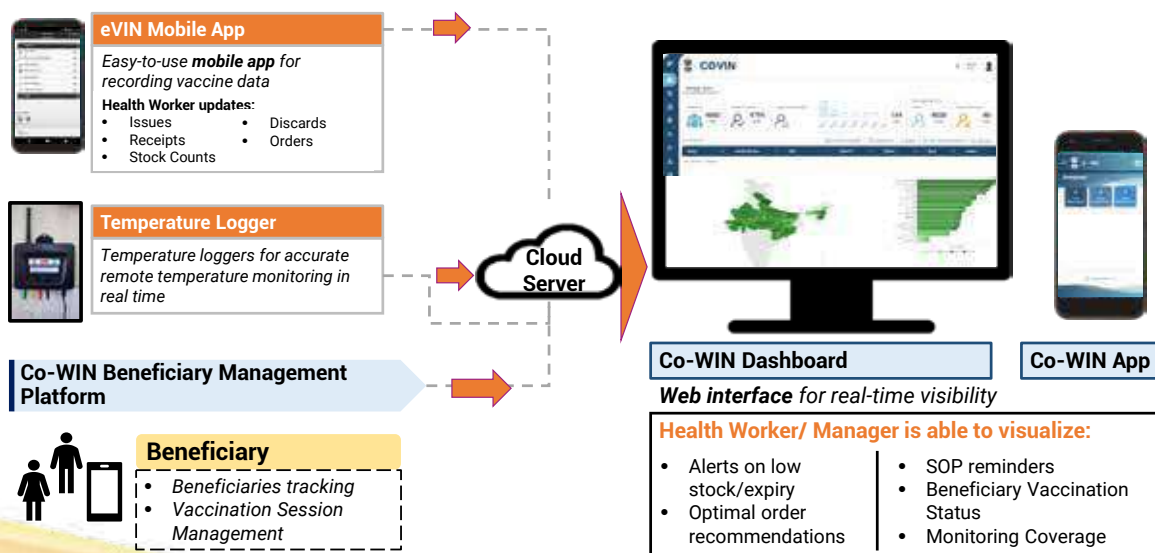 eVIN Mobile App
Easy-to-use mobile app for
recording vaccine data
Health Worker updates:
• Issues
• Receipts
• Stock Counts
• Discards
• Orders
Temperature Logger
Temperature loggers for accurate
remote temperature monitoring in
real time
Co-WIN Beneficiary Management
Platform
Beneficiary
• Beneficiaries tracking
• Vaccination Session
Management
Cloud
Server
COVIN
Co-WIN Dashboard
Web interface for real-time visibility
Co-WIN App
Health Worker/ Manager is able to visualize:
• Alerts on low
stock/expiry
• Optimal order
recommendations
• SOP reminders
• Beneficiary Vaccination
Status
• Monitoring Coverage